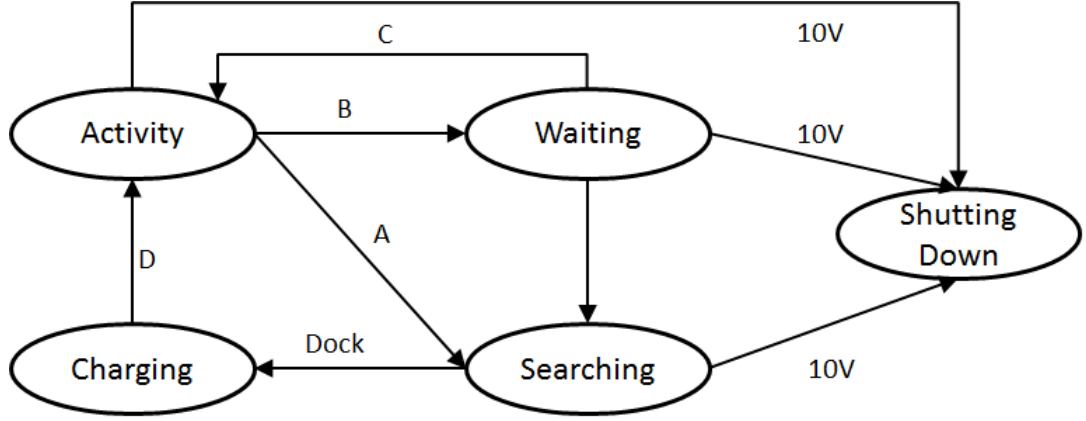 10V
C
B
Activity
Waiting
10V
Shutting
Down
A
D
Dock
Charging
Searching
10V